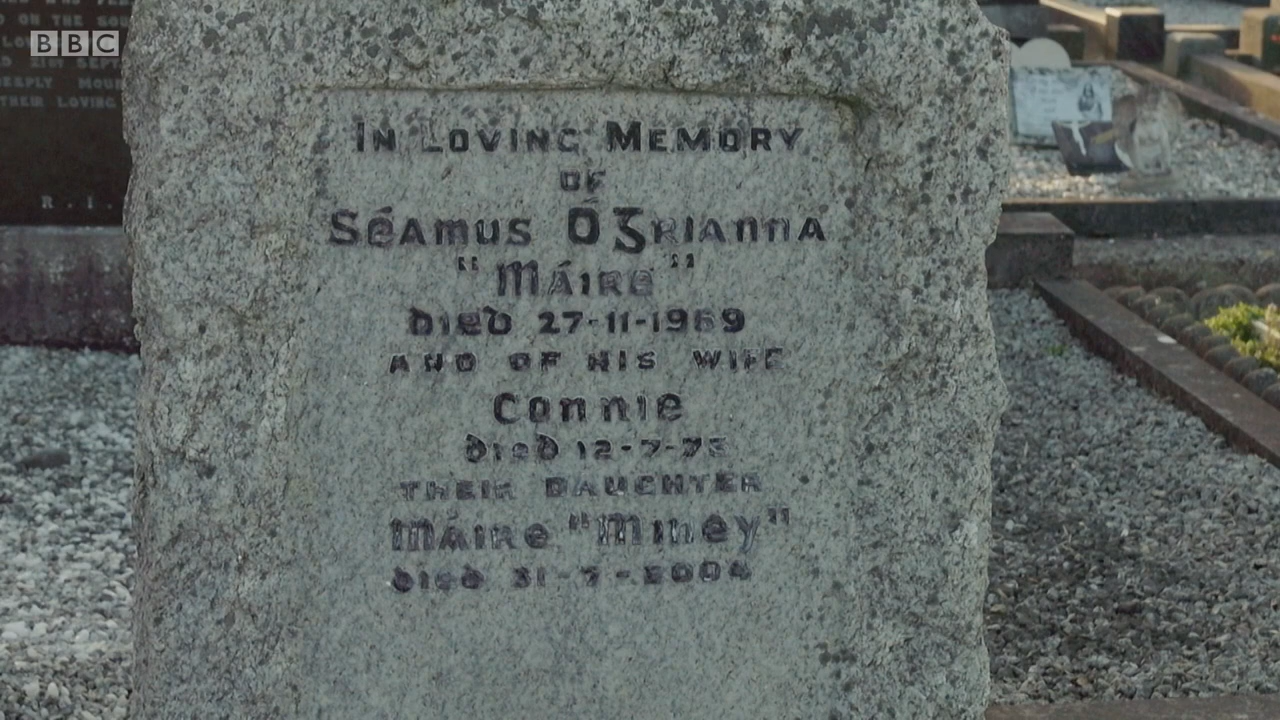 BBC
R.I.
IN LOVING MEMORY
OF
Séamus Ó Grianna
"Máire"
Died 27-11-1969
AND OF HIS WIFE
Connie
Died 12-7-
THEIR DAUGHTER
Máire "Miney"
Died 31-7-2004